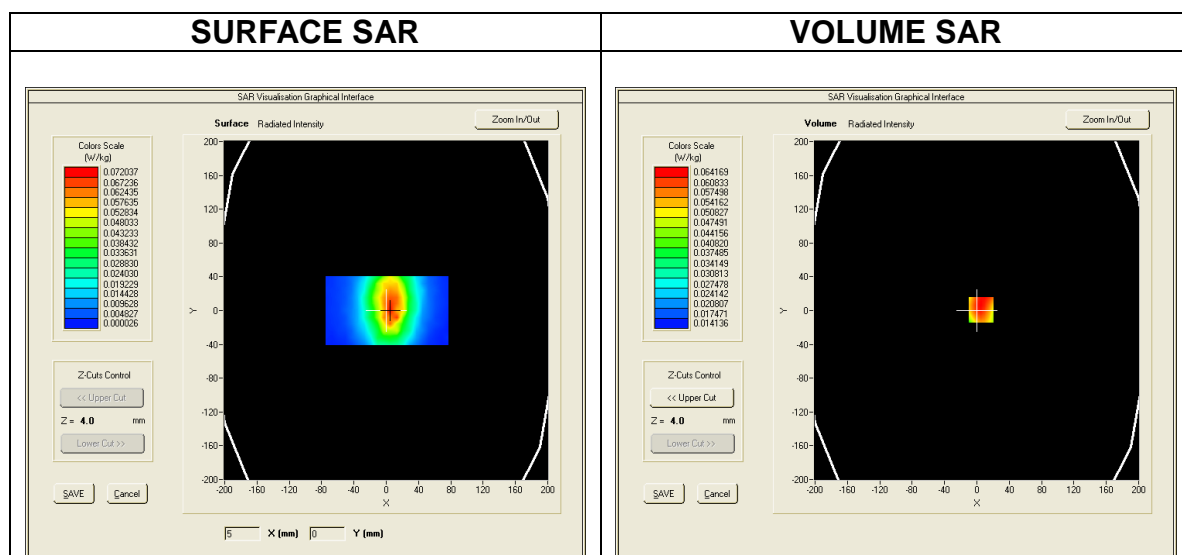 SURFACE SAR
VOLUME SAR
SAR Visualisation Graphical Interface
Surface Radiated Intensity
Zoom In/Out
Colors Scale
(W/kg)
0.072037
0.067236
0.062435
0.057635
0.052834
0.048033
0.043233
0.038432
0.033631
0.028830
0.024030
0.019229
0.014428
0.009628
0.004827
0.000026
200
160
120
80
40
0
-40
-80
-120
-160
-200
Y
-200 -160 -120 -80 -40 0 40 80 120 160 200
X
Z-Cuts Control
<< Upper Cut
Z = 4.0 mm
Lower Cut >>
SAVE Cancel
5 X (mm) 0 Y (mm)
SAR Visualisation Graphical Interface
Volume Radiated Intensity
Zoom In/Out
Colors Scale
(W/kg)
0.064169
0.060833
0.057498
0.054162
0.050827
0.047491
0.044156
0.040820
0.037485
0.034149
0.030813
0.027478
0.024142
0.020807
0.017471
0.014136
200
160
120
80
40
0
-40
-80
-120
-160
-200
Y
-200 -160 -120 -80 -40 0 40 80 120 160 200
X
Z-Cuts Control
<< Upper Cut
Z = 4.0 mm
Lower Cut >>
SAVE Cancel